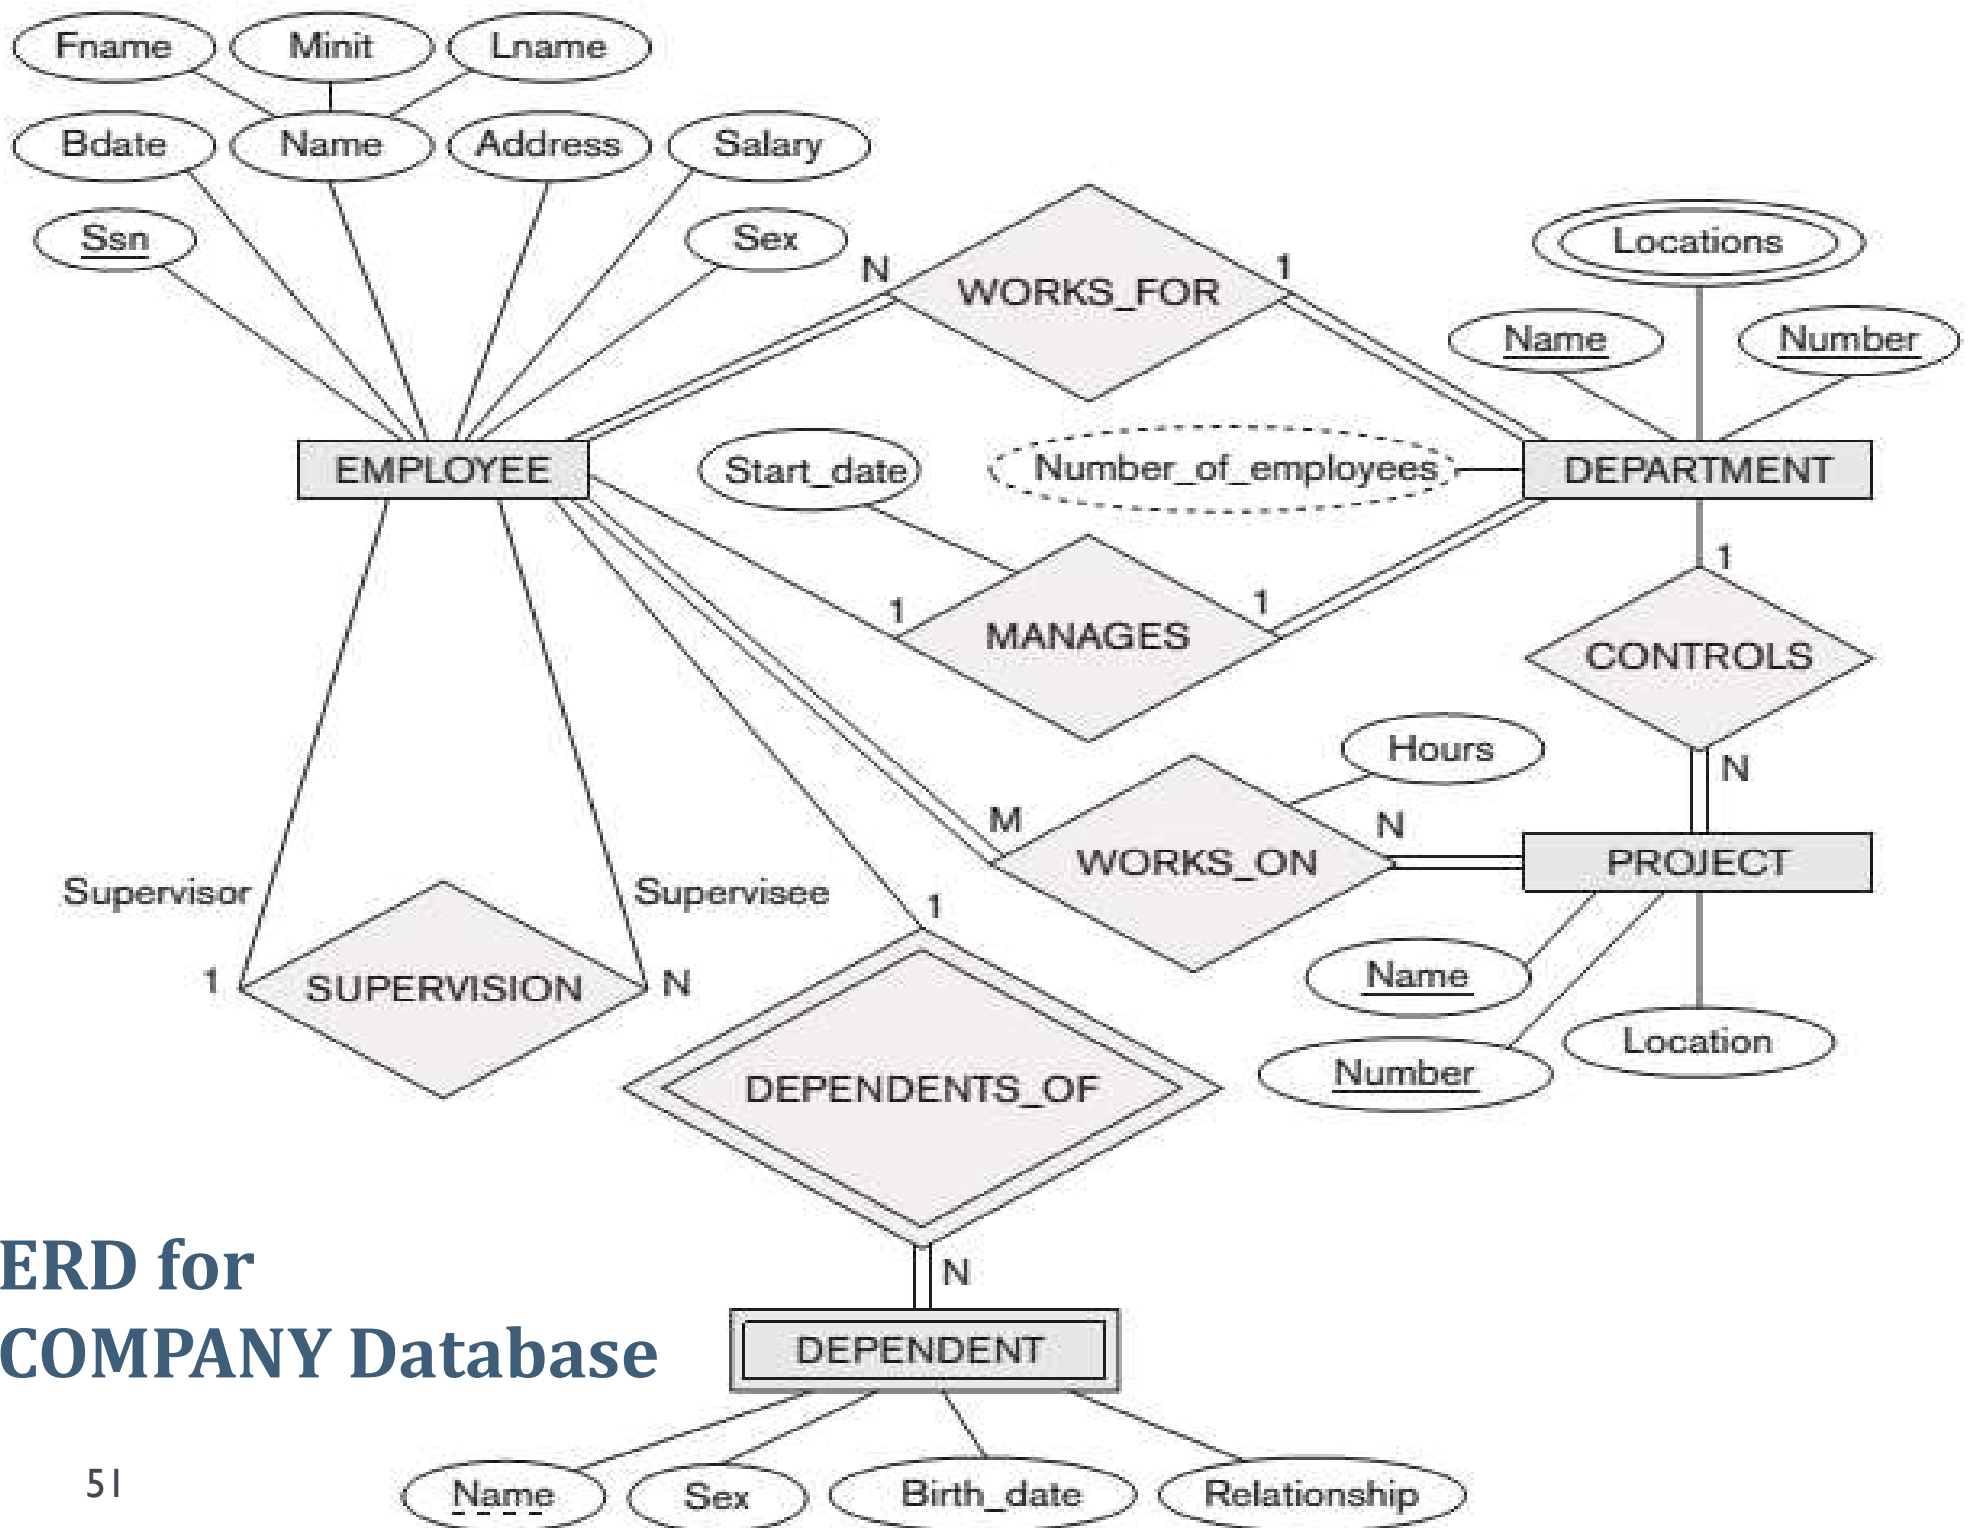 Fname Minit Lname
Bdate Name Address Salary
Ssn Sex
WORKS_FOR
N 1
Locations
Name Number
EMPLOYEE
Start_date
Number_of_employees
DEPARTMENT
MANAGES
1 1
1
CONTROLS
N
Hours
M N
WORKS_ON
PROJECT
Supervisor Supervisee
1 SUPERVISION N
1
Name
Number
Location
DEPENDENTS_OF
N
ERD for
COMPANY Database
DEPENDENT
Name Sex Birth_date Relationship
51